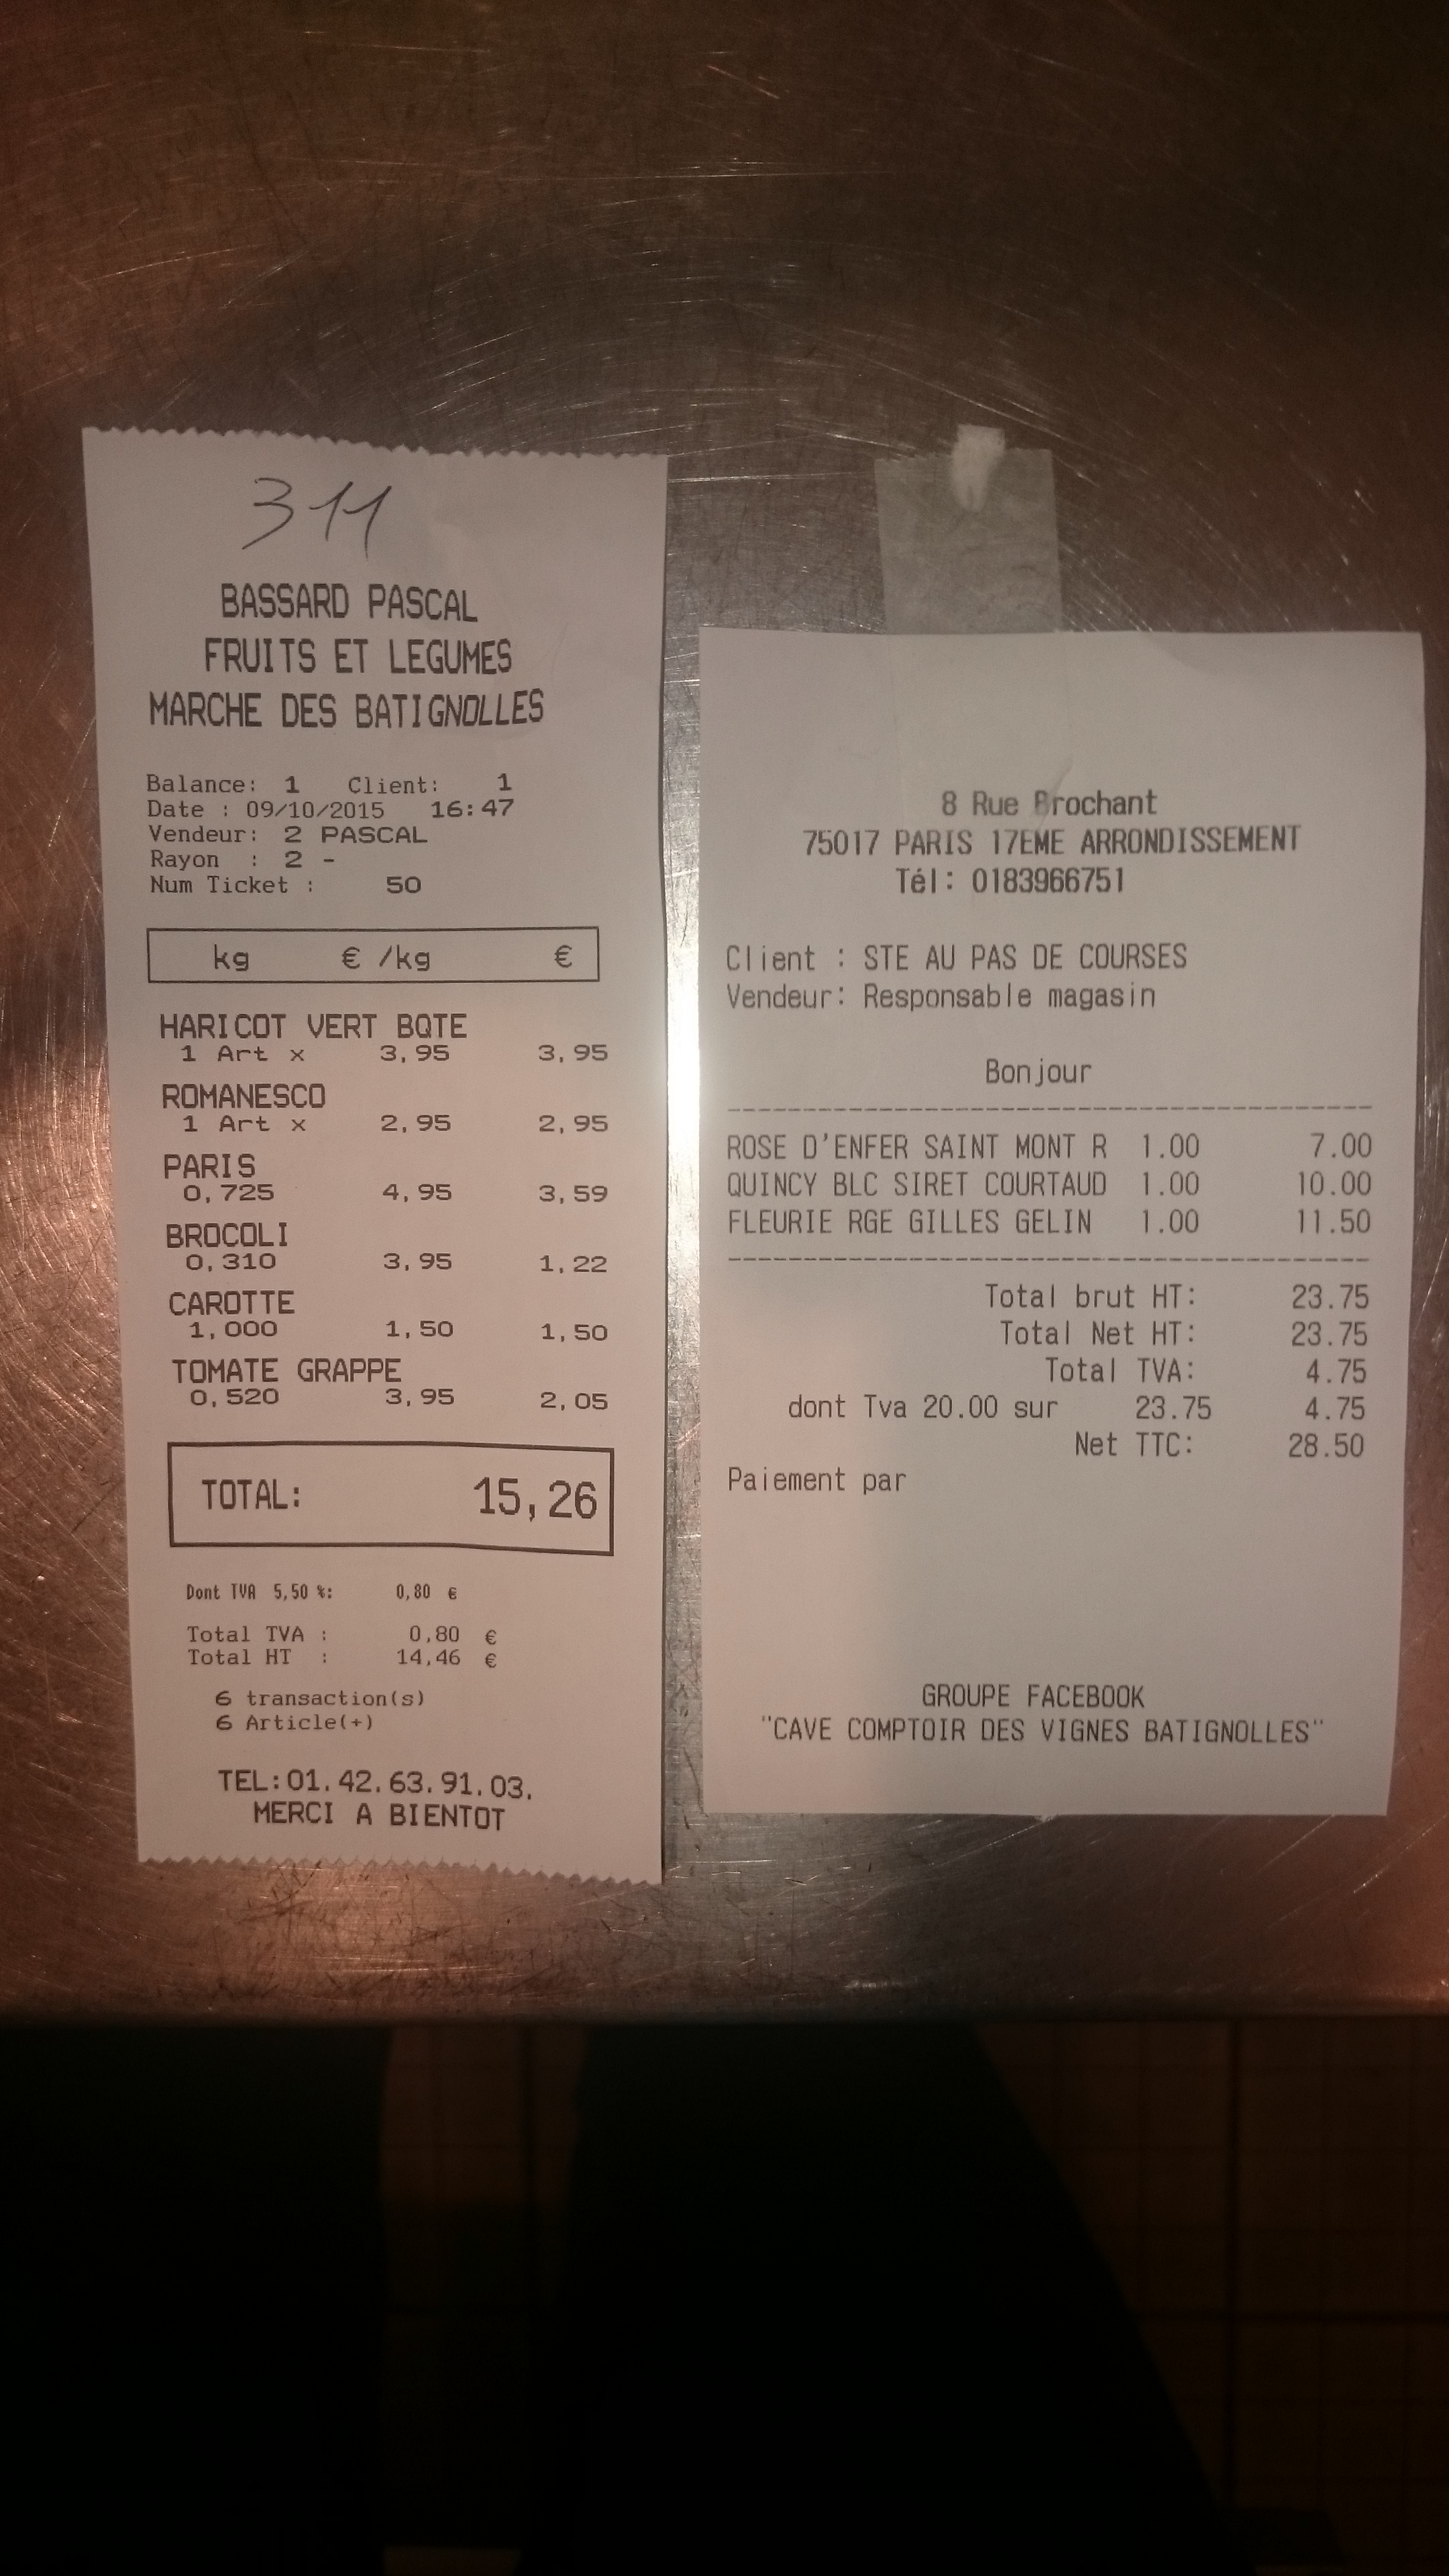 311
BASSARD PASCAL
FRUITS ET LEGUMES
MARCHE DES BATIGNOLLES
Balance: 1 Client: 1
Date : 09/10/2015 16:47
Vendeur: 2 PASCAL
Rayon : 2 -
Num Ticket : 50
kg € /kg €
HARICOT VERT BQTE
1 Art x 3,95 3,95
ROMANESCO
1 Art x 2,95 2,95
PARIS
0,725 4,95 3,59
BROCOLI
0,310 3,95 1,22
CAROTTE
1,000 1,50 1,50
TOMATE GRAPPE
0,520 3,95 2,05
TOTAL: 15,26
Dont TVA 5,50 %: 0,80 €
Total TVA : 0,80 €
Total HT : 14,46 €
6 transaction(s)
6 Article(+)
TEL:01.42.63.91.03.
MERCI A BIENTOT
8 Rue Brochant
75017 PARIS 17EME ARRONDISSEMENT
Tél: 0183966751
Client : STE AU PAS DE COURSES
Vendeur: Responsable magasin
Bonjour
----------------------------------------
ROSE D'ENFER SAINT MONT R 1.00 7.00
QUINCY BLC SIRET COURTAUD 1.00 10.00
FLEURIE RGE GILLES GELIN 1.00 11.50
----------------------------------------
Total brut HT: 23.75
Total Net HT: 23.75
Total TVA: 4.75
dont Tva 20.00 sur 23.75 4.75
Net TTC: 28.50
Paiement par
GROUPE FACEBOOK
"CAVE COMPTOIR DES VIGNES BATIGNOLLES"